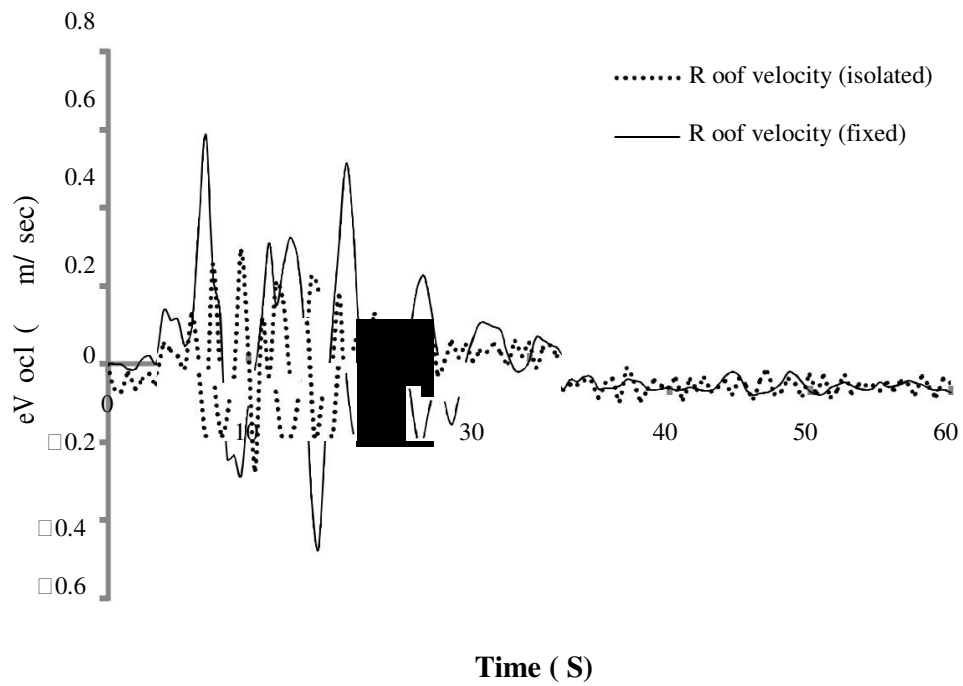 0.8
R oof velocity (isolated)
0.6
R oof velocity (fixed)
0.4
0.2
0
eV ocl ( m/ sec)
0
□0.2
1 30 40 50 60
□0.4
□0.6
Time ( S)